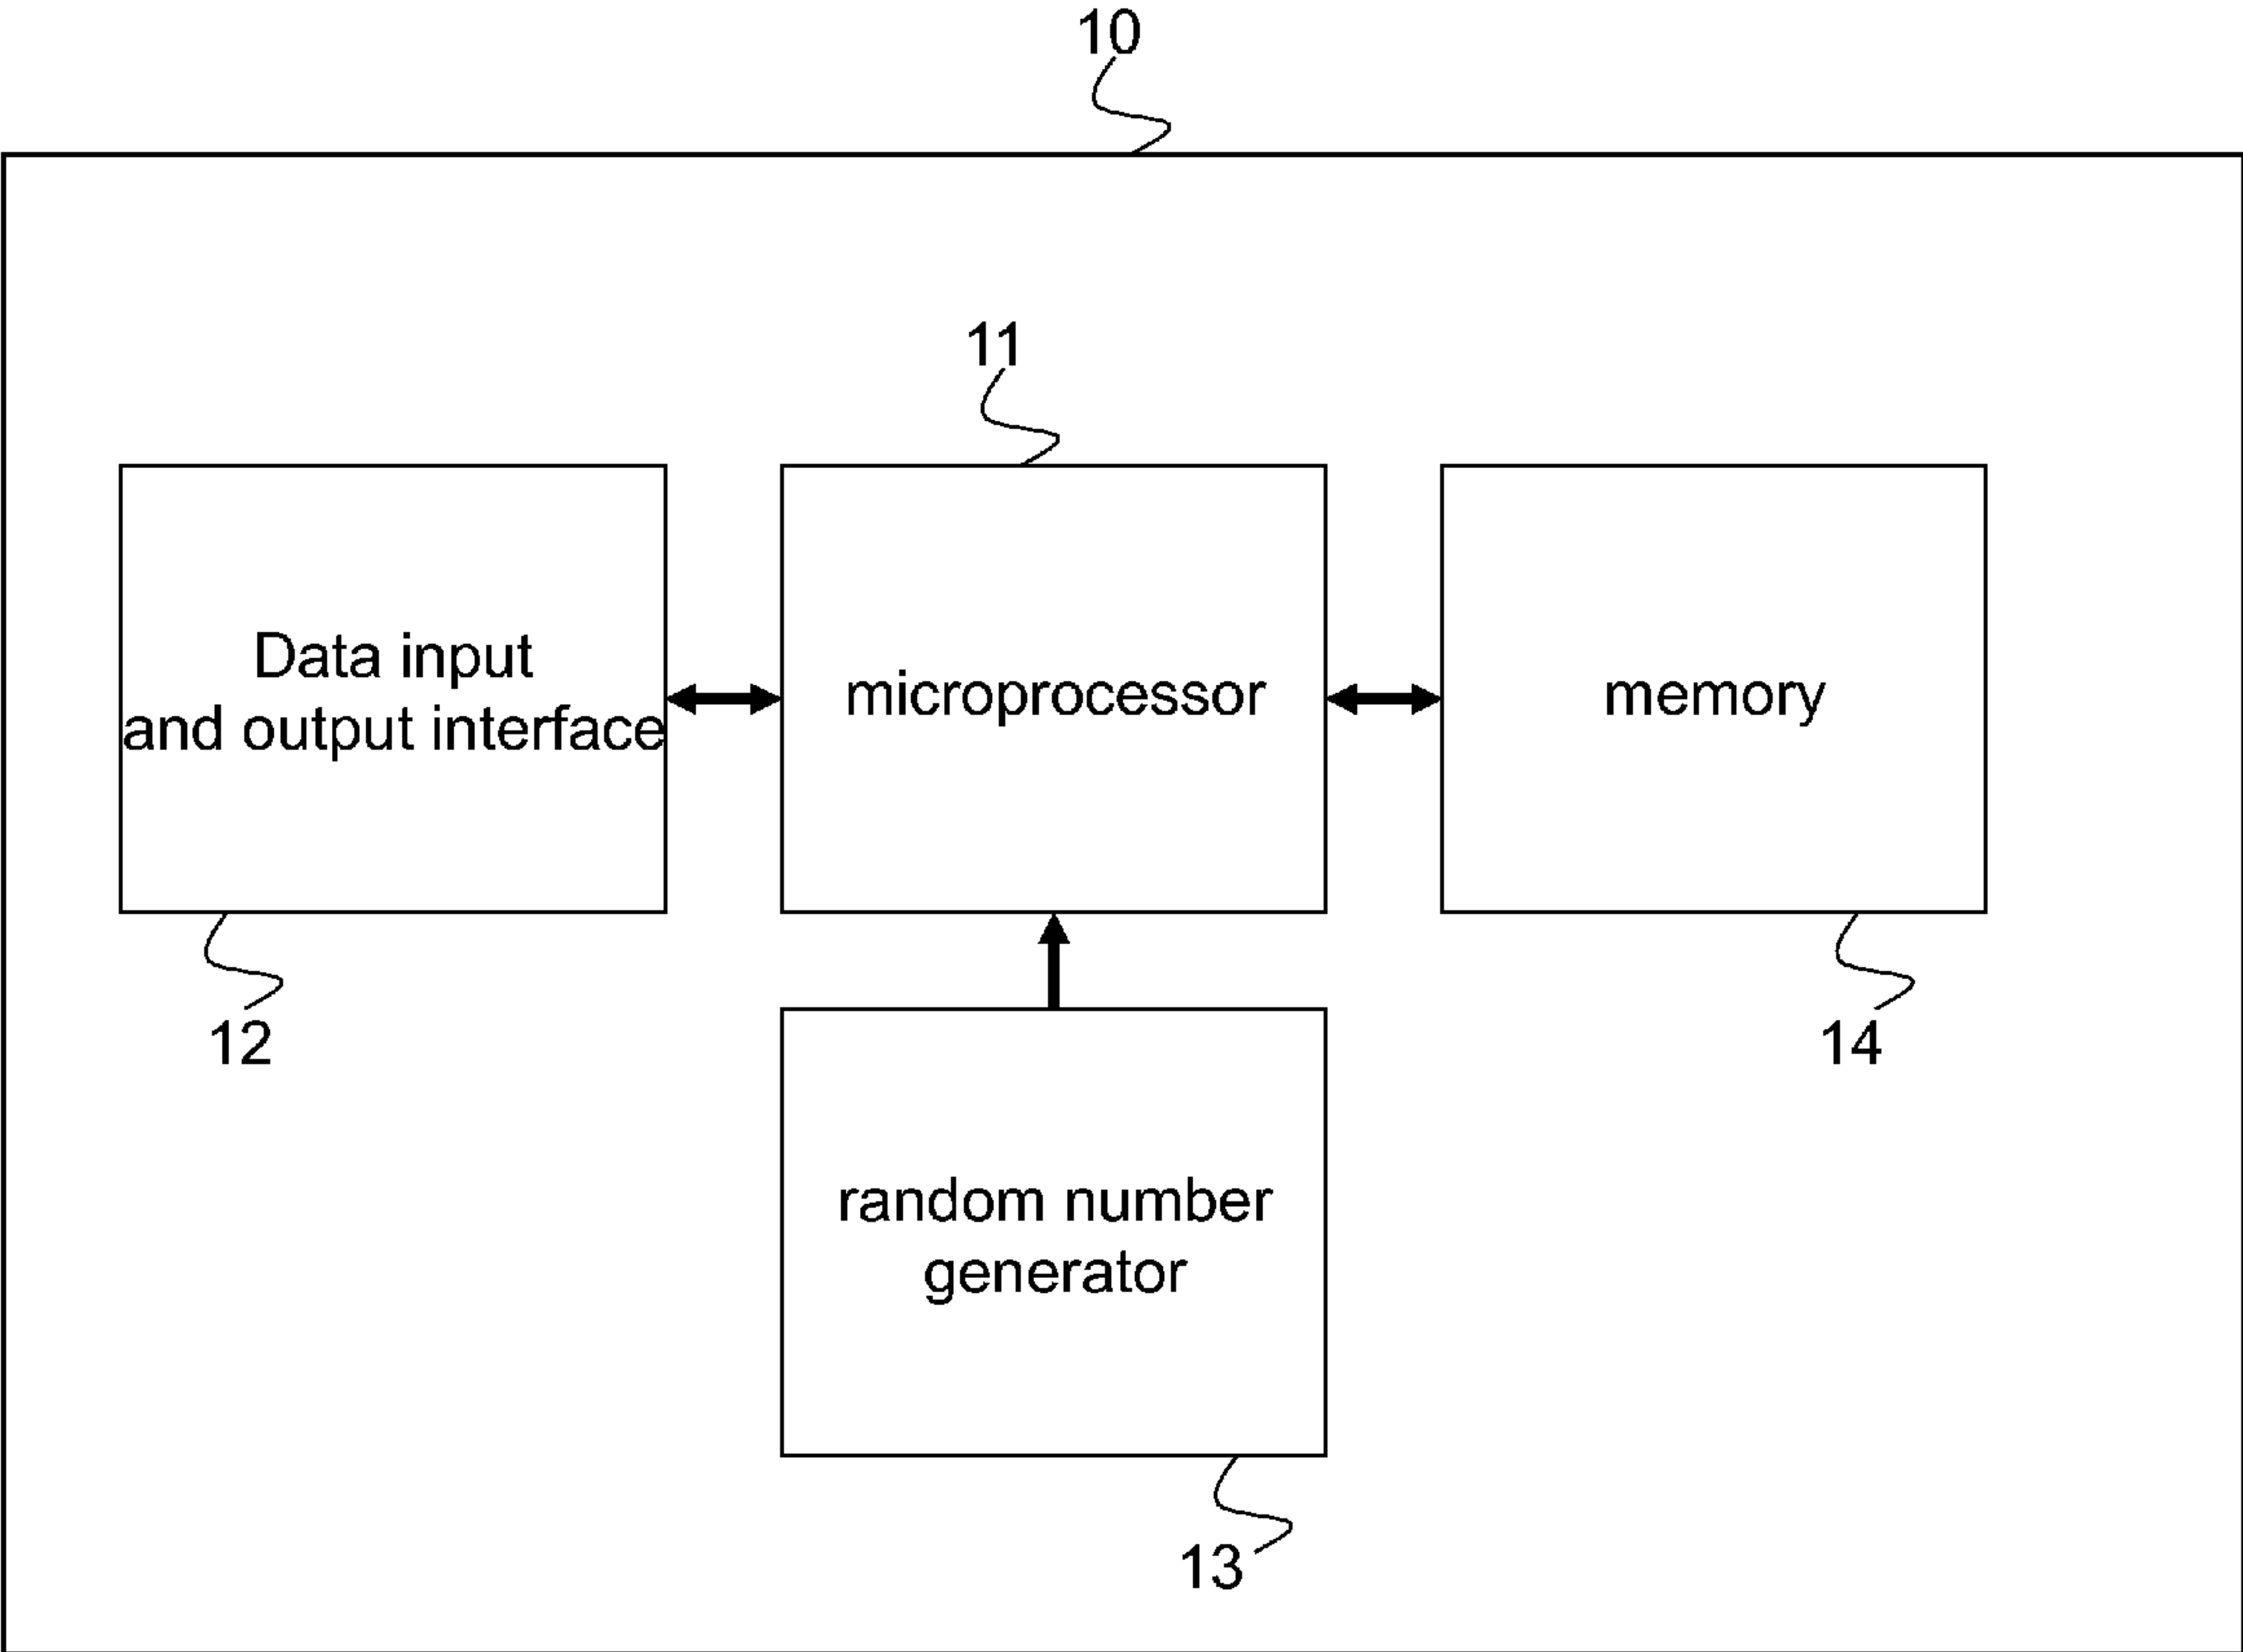 10
11
Data input
and output interface
microprocessor
memory
12
14
random number
generator
13